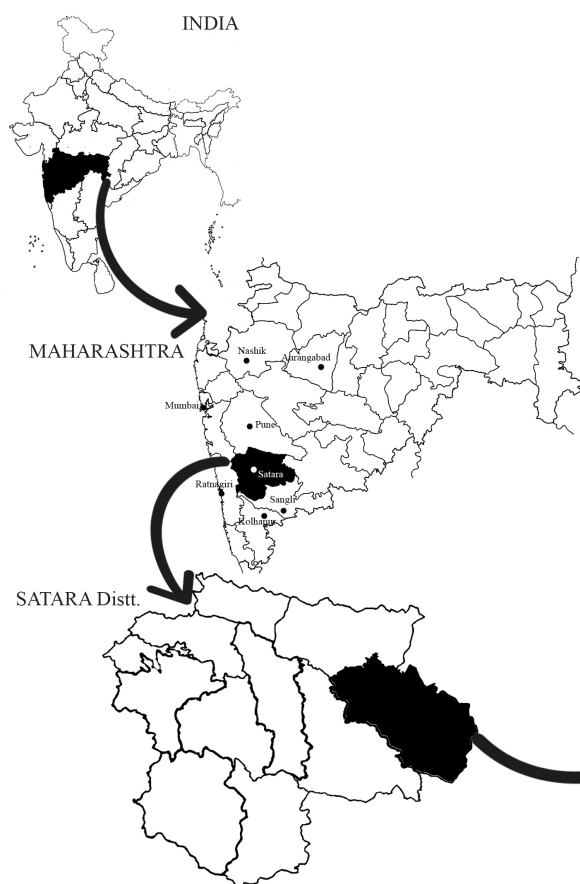 INDIA
MAHARASHTRA
Nashik
Aurangabad
Mumbai
Pune
Satara
Ratnagiri
Sangli
Kolhapur
SATARA Distt.